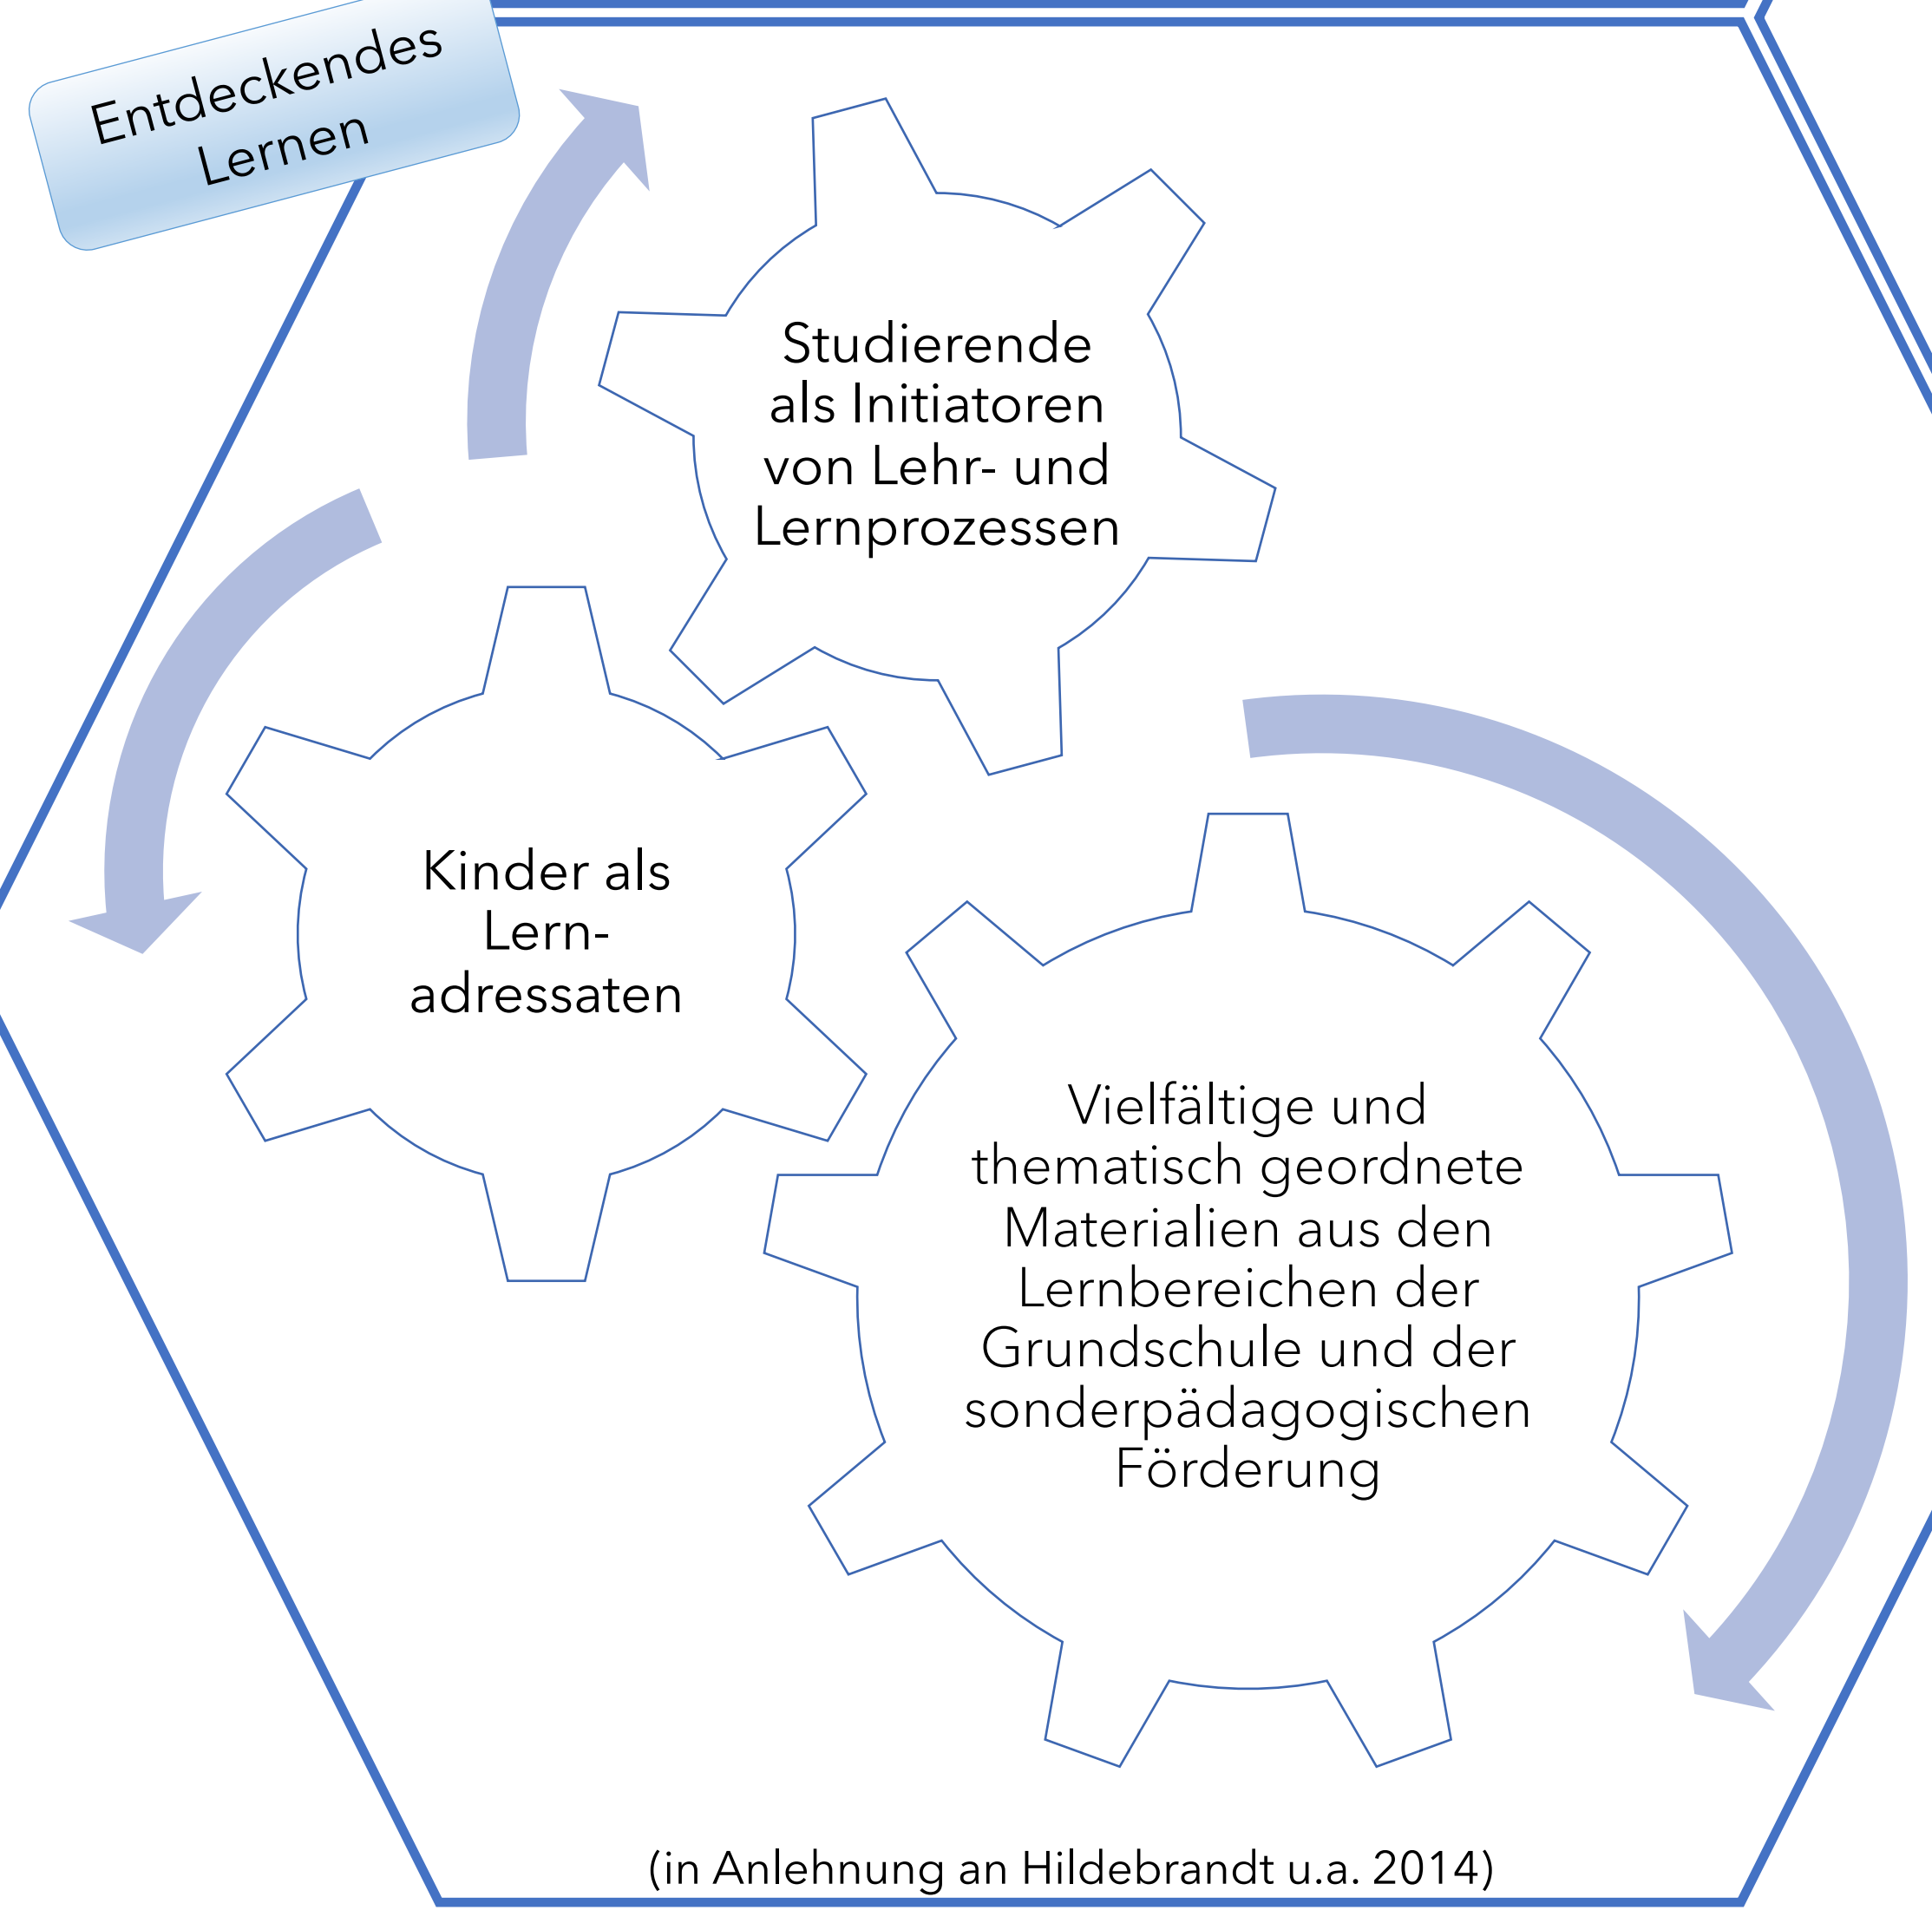 Entdeckendes
Lernen
Studierende
als Initiatoren
von Lehr- und
Lernprozessen
Kinder als
Lern-
adressaten
Vielfältige und
thematisch geordnete
Materialien aus den
Lernbereichen der
Grundschule und der
sonderpädagogischen
Förderung
(in Anlehnung an Hildebrandt u.a. 2014)